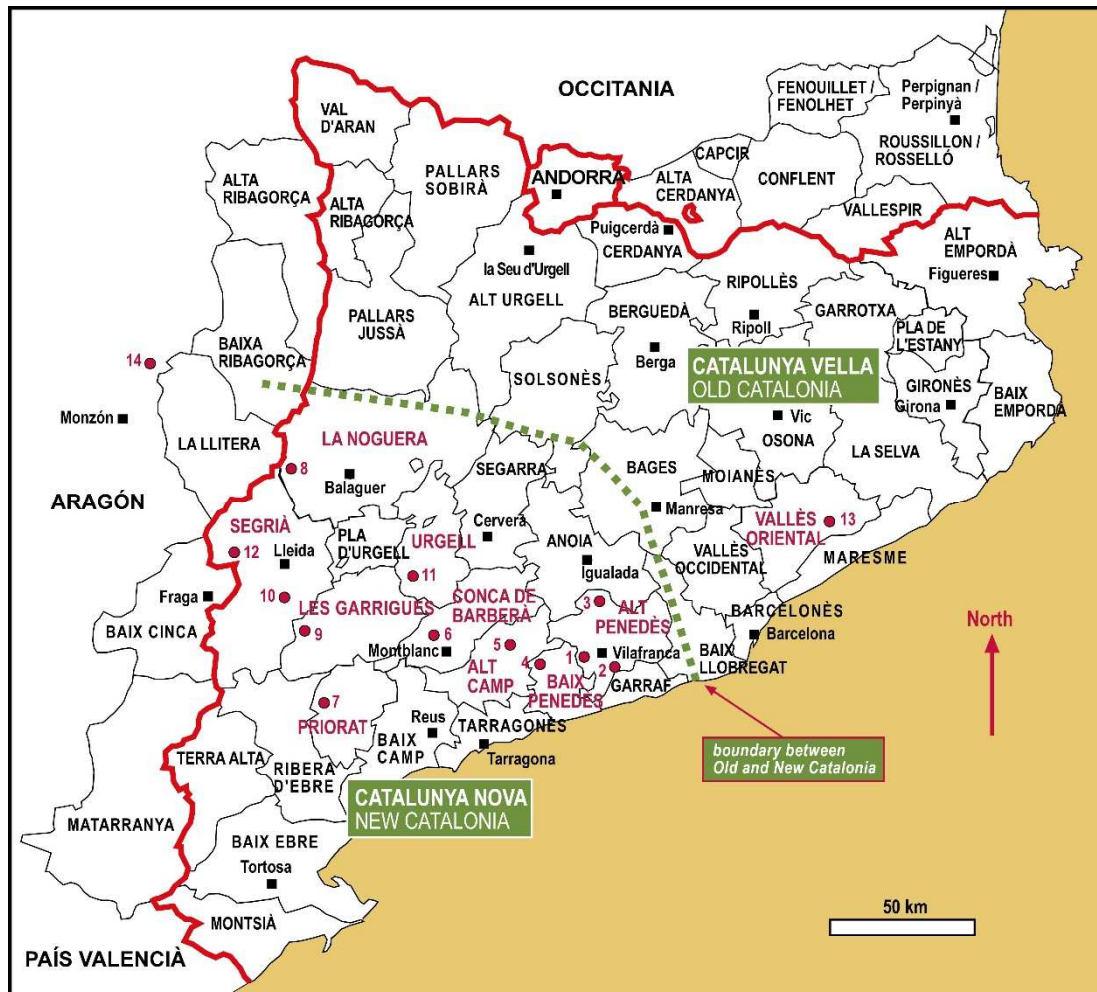 OCCITANIA
VAL
D'ARAN
PALLARS
SOBIRÀ
ANDORRA
FENOUILLET /
FENOLHET
Perpignan /
Perpinyà
ROUSSILLON /
ROSSELLÓ
CAPCIR
CONFLENT
ALTA
CERDANYA
VALLESPIR
ALTA
RIBAGORÇA
ALTA
RIBAGORÇA
Puigcerdà
CERDANYA
ALT
EMPORDÀ
Figueres
la Seu d'Urgell
ALT URGELL
RIPOLLÈS
Ripoll
GARROTXA
BERGUEDÀ
Berga
PLA DE
L'ESTANY
PALLARS
JUSSÀ
BAIXA
RIBAGORÇA
14
SOLSONÈS
CATALUNYA VELLA
OLD CATALONIA
GIRONÈS
Girona
BAIX
EMPORDÀ
Monzón
LA LLITERA
Vic
OSONA
LA SELVA
LA NOGUERA
8
Balaguer
SEGARRA
BAGES
Manresa
MOIANÈS
ARAGÓN
SEGRIÀ
12
Lleida
PLA
D'URGELL
URGELL
11
Cerverà
ANOIA
Igualada
VALLÈS
OCCIDENTAL
VALLÈS
ORIENTAL
13
MARESME
Fraga
BAIX CINCA
10
LES GARRIGUES
9
CONCA DE
BARBERÀ
6
Montblanc
5
ALT
CAMP
3
ALT
PENEDÈS
1
Vilafranca
2
4
BAIX
PENEDÈS
GARRAF
BARCELONÈS
Barcelona
BAIX
LLOBREGAT
North
7
PRIORAT
Reus
BAIX
CAMP
TARRAGONÈS
Tarragona
boundary between
Old and New Catalonia
TERRA ALTA
RIBERA
D'EBRE
CATALUNYA NOVA
NEW CATALONIA
MATARRANYA
BAIX EBRE
Tortosa
MONTSIÀ
PAÍS VALENCIÀ
50 km